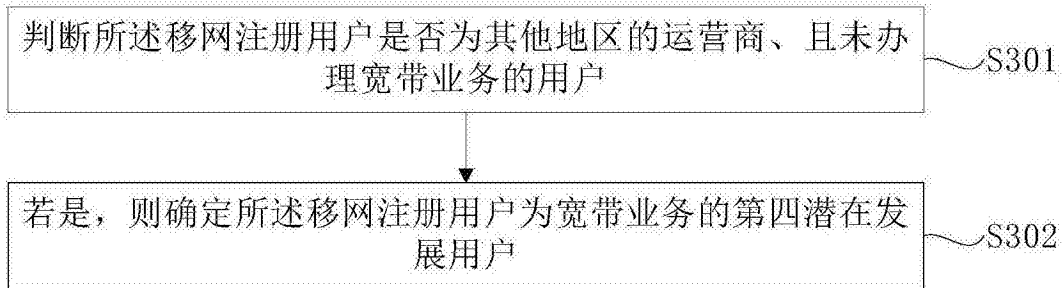 判断所述移网注册用户是否为其他地区的运营商、且未办
理宽带业务的用户
S301
若是，则确定所述移网注册用户为宽带业务的第四潜在发
展用户
S302